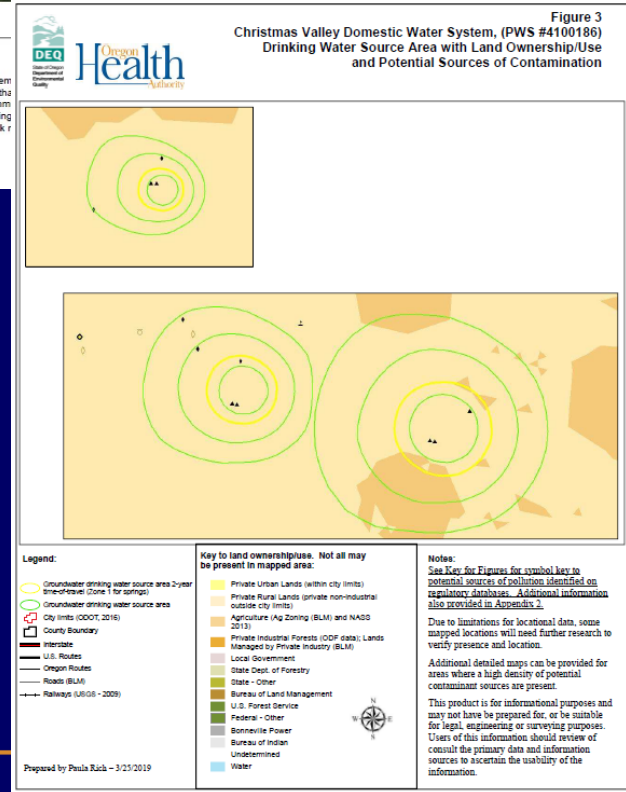 Figure 3
Christmas Valley Domestic Water System, (PWS #4100186)
Drinking Water Source Area with Land Ownership/Use
and Potential Sources of Contamination
DEQ
State of Oregon
Department of
Environmental
Quality
Oregon
Health
Authority
Legend:
Groundwater drinking water source area 2-year
time-of-travel (Zone 1 for springs)
Groundwater drinking water source area
City limits (ODOT, 2016)
County Boundary
Interstate
U.S. Routes
Oregon Routes
Roads (BLM)
Railways (USGS - 2009)
Prepared by Paula Rich – 3/25/2019
Key to land ownership/use. Not all may
be present in mapped area:
Private Urban Lands (within city limits)
Private Rural Lands (private non-industrial
outside city limits)
Agriculture (Ag Zoning (BLM) and NASS
2013)
Private Industrial Forests (ODF data); Lands
Managed by Private Industry (BLM)
Local Government
State Dept. of Forestry
State - Other
Bureau of Land Management
U.S. Forest Service
Federal - Other
Bonneville Power
Bureau of Indian
Undetermined
Water
N
W
E
S
Notes:
See Key for Figures for symbol key to
potential sources of pollution identified on
regulatory databases. Additional information
also provided in Appendix 2.
Due to limitations for locational data, some
mapped locations will need further research to
verify presence and location.
Additional detailed maps can be provided for
areas where a high density of potential
contaminant sources are present.
This product is for informational purposes and
may not have be prepared for, or be suitable
for legal, engineering or surveying purposes.
Users of this information should review of
consult the primary data and information
sources to ascertain the usability of the
information.